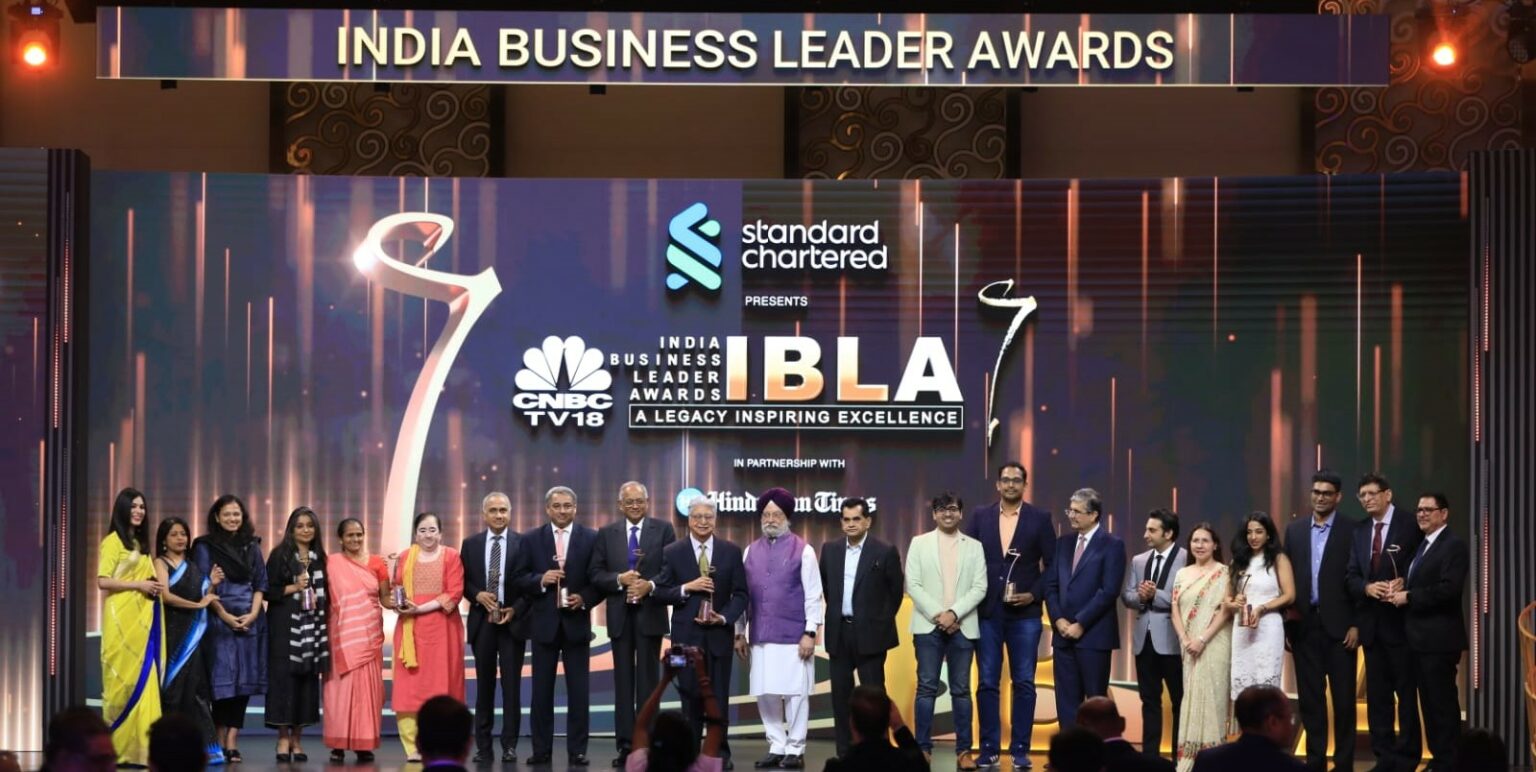 INDIA BUSINESS LEADER AWARDS
standard
chartered
PRESENTS
CNBC
TV18
INDIA
BUSINESS
LEADER
AWARDS
IBLA
A LEGACY INSPIRING EXCELLENCE
IN PARTNERSHIP WITH
Times